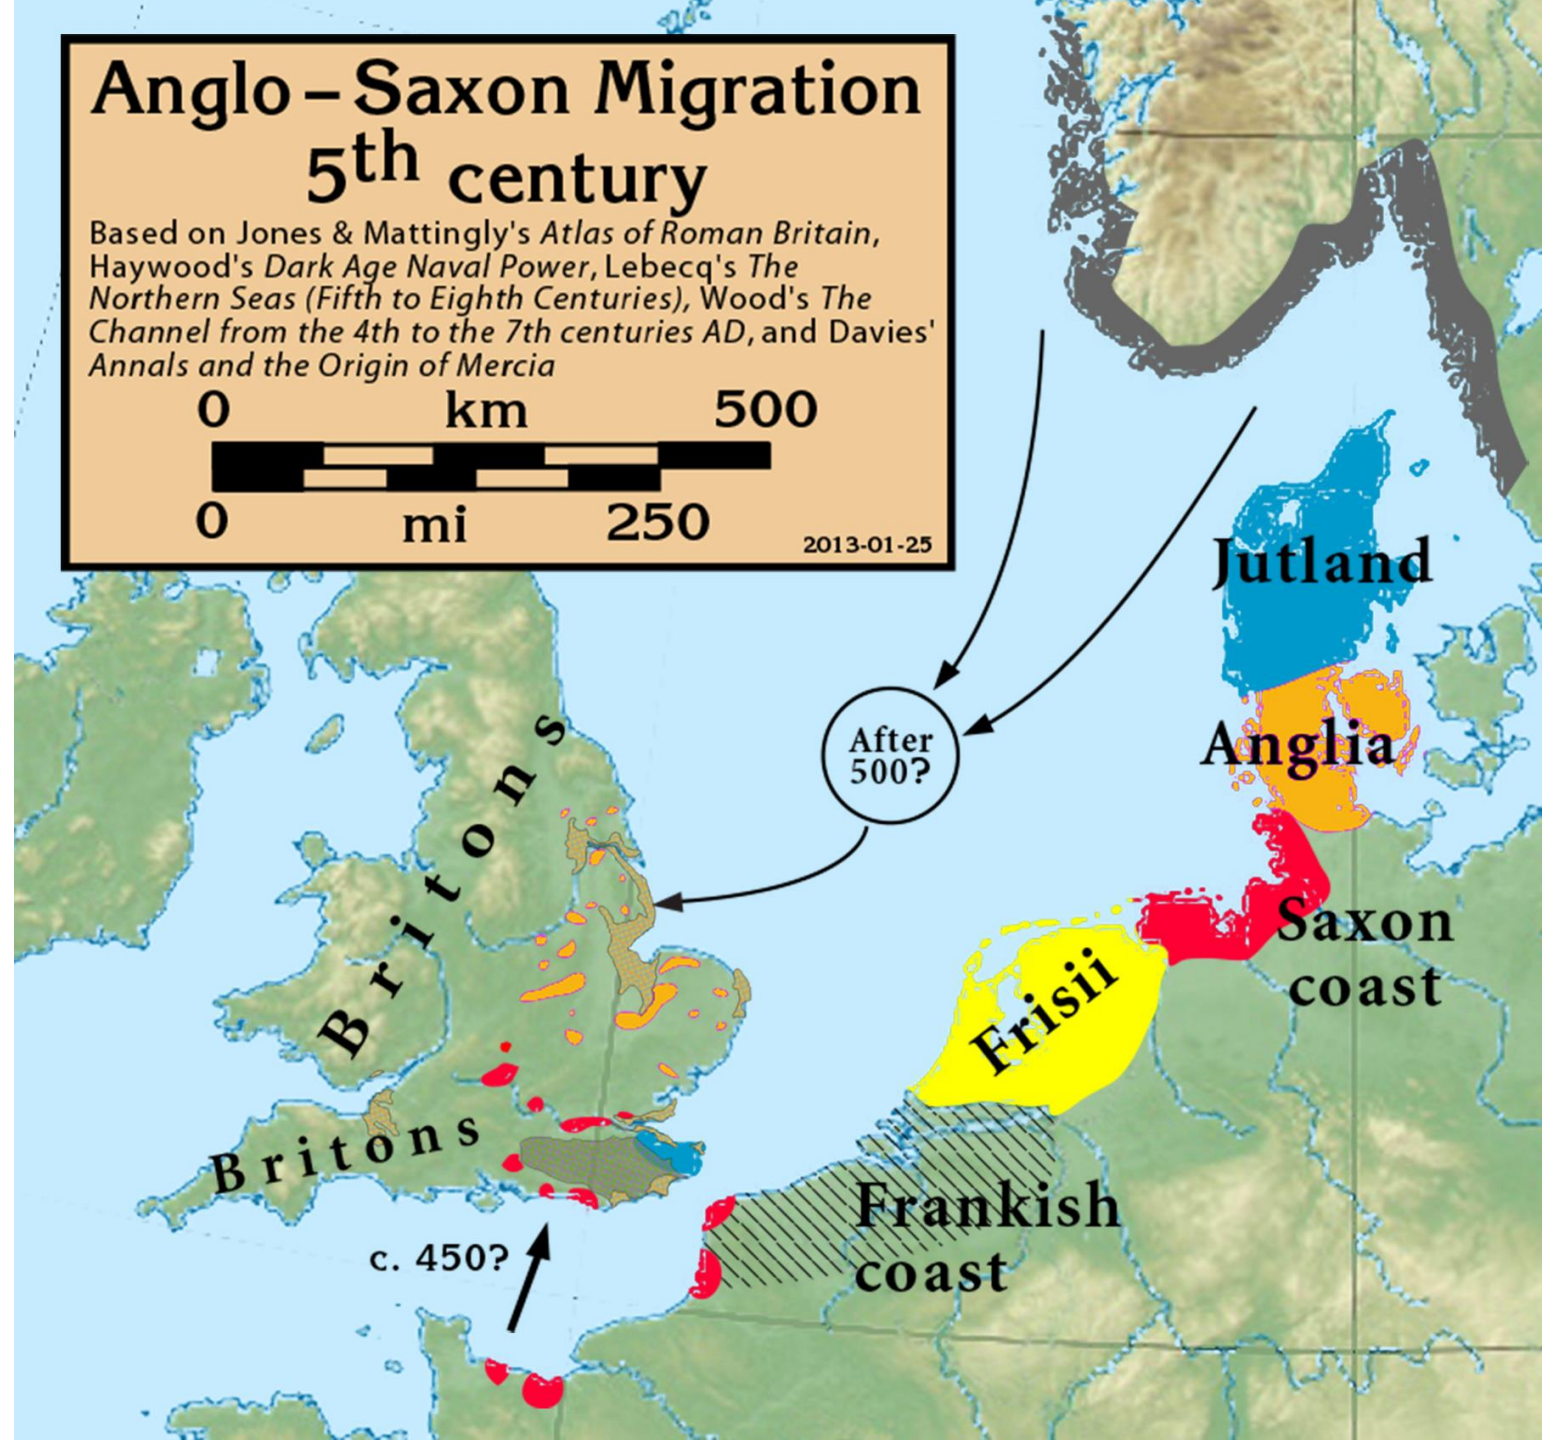 Anglo – Saxon Migration
5th century
Based on Jones & Mattingly's Atlas of Roman Britain,
Haywood's Dark Age Naval Power, Lebecq's The
Northern Seas (Fifth to Eighth Centuries), Wood's The
Channel from the 4th to the 7th centuries AD, and Davies'
Annals and the Origin of Mercia
0 km 500
0 mi 250
2013-01-25
Jutland
Anglia
After
500?
Britons
Saxon
coast
Frisii
Britons
Frankish
coast
c. 450?